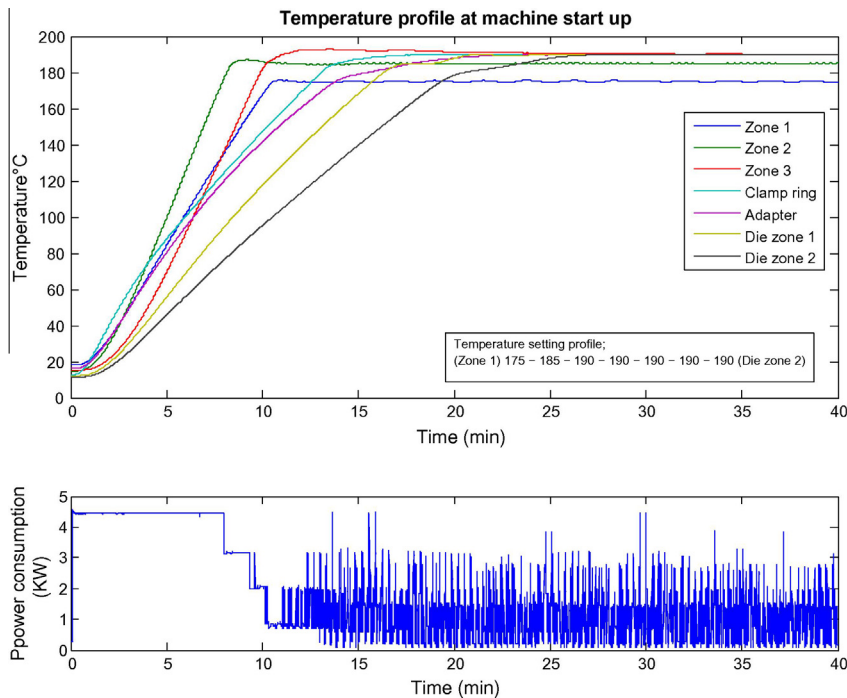 Temperature profile at machine start up
200
180
160
140
120
100
80
60
40
20
0
Temperature°C
Zone 1
Zone 2
Zone 3
Clamp ring
Adapter
Die zone 1
Die zone 2
Temperature setting profile;
(Zone 1) 175 − 185 − 190 − 190 − 190 − 190 − 190 (Die zone 2)
0 5 10 15 20 25 30 35 40
Time (min)
5
4
3
2
1
0
Ppower consumption
(KW)
0 5 10 15 20 25 30 35 40
Time (min)